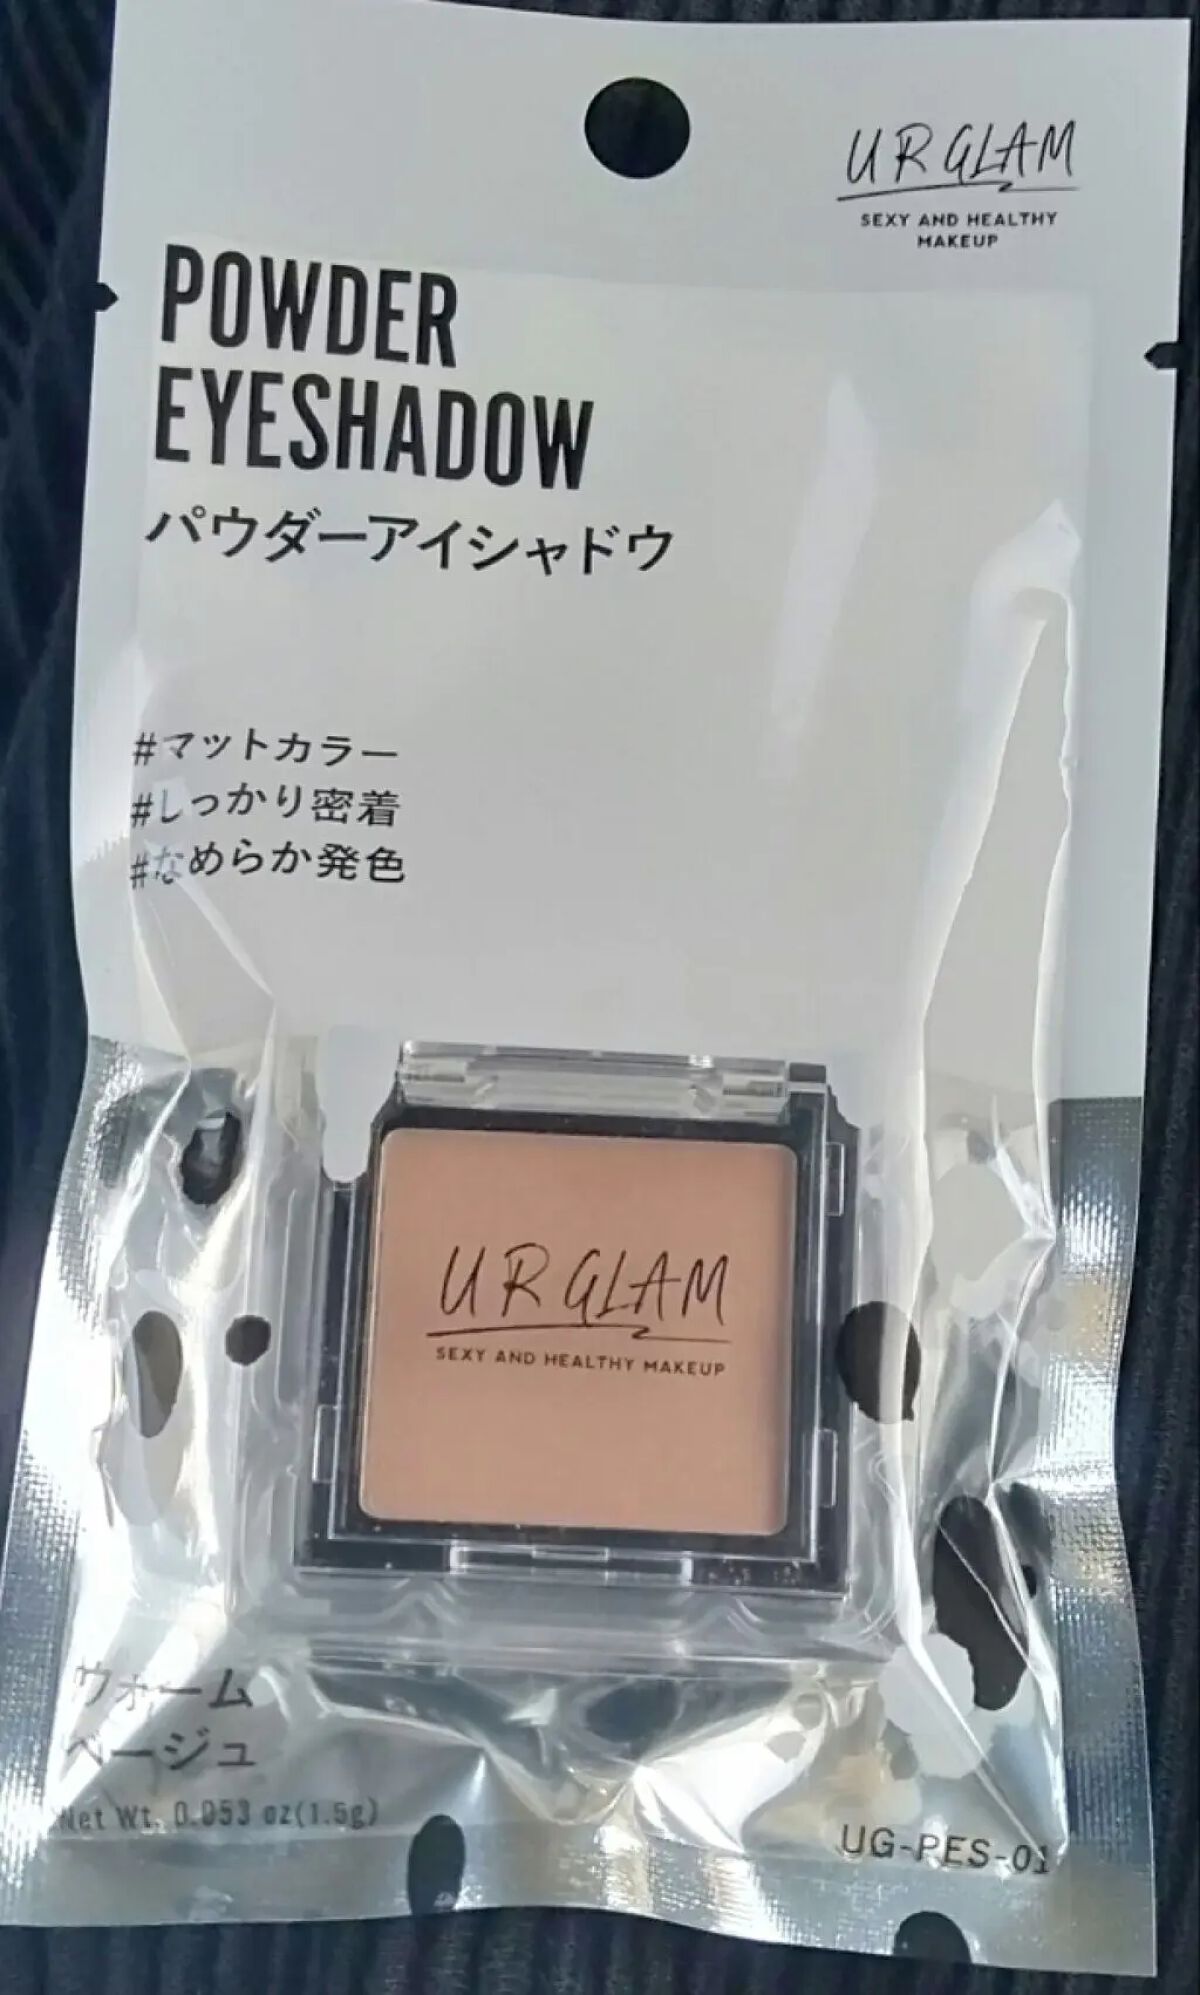 UR GLAM
SEXY AND HEALTHY
MAKEUP
POWDER
EYESHADOW
パウダーアイシャドウ
#マットカラー
#しっかり密着
#なめらか発色
UR GLAM
SEXY AND HEALTHY MAKEUP
ウォーム
ベージュ
Net Wt. 0.053 oz(1.5g)
UG-PES-01